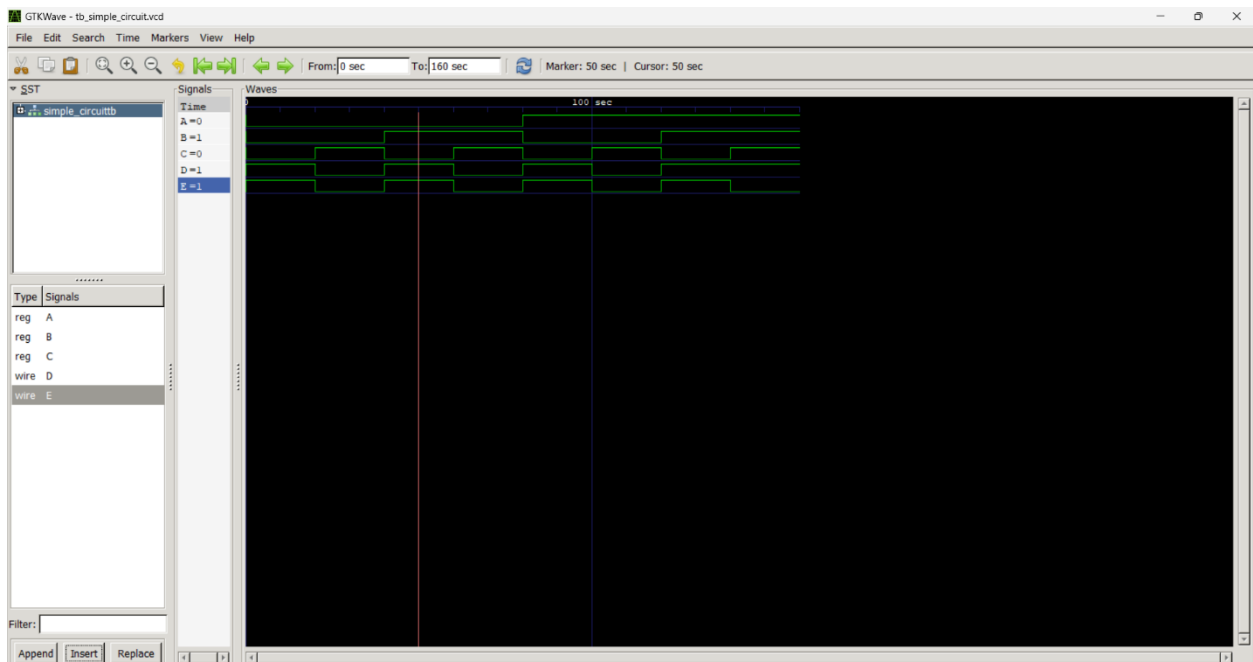 GTKWave - tb_simple_circuit.vcd
File Edit Search Time Markers View Help
From: 0 sec To: 160 sec Marker: 50 sec | Cursor: 50 sec
SST
simple_circuittb
Type Signals
reg A
reg B
reg C
wire D
wire E
Filter:
Append Insert Replace
Signals
Time
A =0
B =1
C =0
D =1
E =1
Waves
0 100 sec